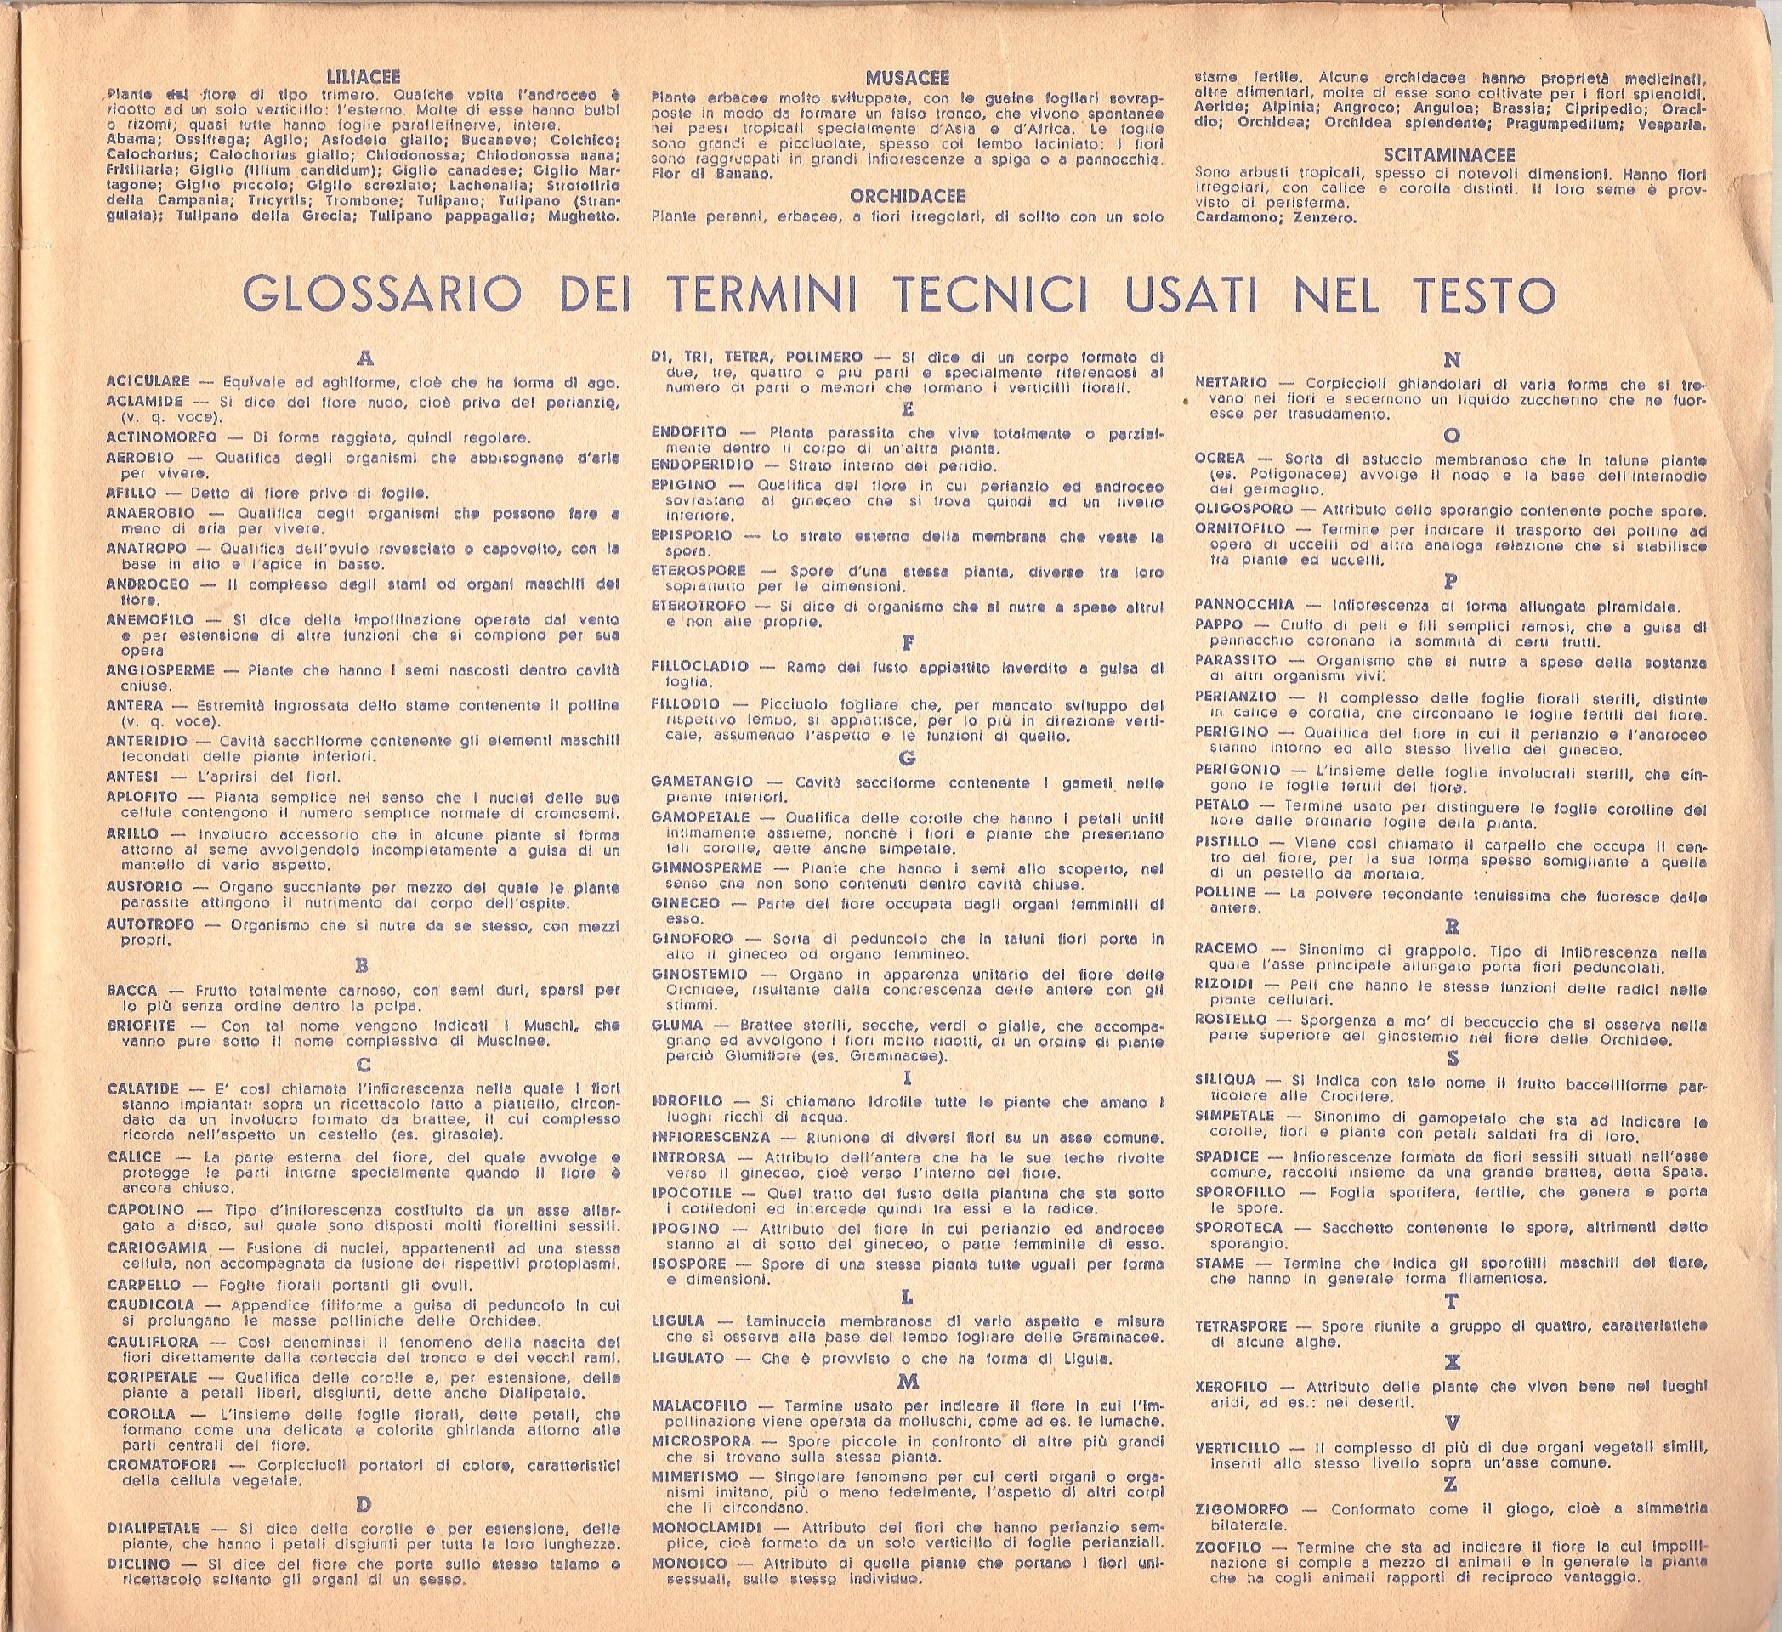 LILIACEE
Piante dal fiore di tipo trimero. Qualche volta l'androceo è
ridotto ad un solo verticillo: l'esterno. Molte di esse hanno bulbi
o rizomi; quasi tutte hanno foglie parallelinerve, intere.
Abama; Ossifraga; Aglio; Asfodelo giallo; Bucaneve; Colchico;
Calochortus; Calochortus giallo; Chiodonossa; Chiodonossa nana;
Fritillaria; Giglio (lilium candidum); Giglio canadese; Giglio Mar-
tagone; Giglio piccolo; Giglio screziato; Lachenalia; Stratoliria
della Campania; Tricyrtis; Trombone; Tulipano; Tulipano (Stran-
gulata); Tulipano della Grecia; Tulipano pappagallo; Mughetto.
MUSACEE
Piante erbacee molto sviluppate, con le guaine fogliari sovrap-
poste in modo da formare un falso tronco, che vivono spontanee
nei paesi tropicali specialmente d'Asia e d'Africa. Le foglie
sono grandi e picciuolate, spesso col lembo laciniato; i fiori
sono raggruppati in grandi infiorescenze a spiga o a pannocchia.
Fior di Banano.
ORCHIDACEE
Piante perenni, erbacee, a fiori irregolari, di solito con un solo
stame fertile. Alcune orchidacee hanno proprietà medicinali,
altre alimentari, molte di esse sono coltivate per i fiori splendidi.
Aeride; Alpinia; Angreco; Anguloa; Brassia; Cipripedio; Oraci-
dio; Orchidea; Orchidea splendente; Pragumpedilum; Vesparia.
SCITAMINACEE
Sono arbusti tropicali, spesso di notevoli dimensioni. Hanno fiori
irregolari, con calice e corolla distinti. Il loro seme è prov-
visto di perisferma.
Cardamono; Zenzero.
GLOSSARIO DEI TERMINI TECNICI USATI NEL TESTO
A
ACICULARE — Equivale ad aghiforme, cioè che ha forma di ago.
ACLAMIDE — Si dice del fiore nudo, cioè privo del perianzio,
(v. q. voce).
ACTINOMORFO — Di forma raggiata, quindi regolare.
AEROBIO — Qualifica degli organismi che abbisognano d'aria
per vivere.
AFILLO — Detto di fiore privo di foglie.
ANAEROBIO — Qualifica degli organismi che possono fare a
meno di aria per vivere.
ANATROPO — Qualifica dell'ovulo rovesciato o capovolto, con la
base in alto e l'apice in basso.
ANDROCEO — Il complesso degli stami od organi maschili del
fiore.
ANEMOFILO — Si dice della impollinazione operata dal vento
e per estensione di altre funzioni che si compiono per sua
opera
ANGIOSPERME — Piante che hanno i semi nascosti dentro cavità
chiuse.
ANTERA — Estremità ingrossata dello stame contenente il polline
(v. q. voce).
ANTERIDIO — Cavità sacchiforme contenente gli elementi maschili
fecondati delle piante inferiori.
ANTESI — L'aprirsi dei fiori.
APLOFITO — Pianta semplice nel senso che i nuclei delle sue
cellule contengono il numero semplice normale di cromosomi.
ARILLO — Involucro accessorio che in alcune piante si forma
attorno al seme avvolgendolo incompletamente a guisa di un
mantello di vario aspetto.
AUSTORIO — Organo succhiante per mezzo del quale le piante
parassite attingono il nutrimento dal corpo dell'ospite.
AUTOTROFO — Organismo che si nutre da se stesso, con mezzi
propri.
B
BACCA — Frutto totalmente carnoso, con semi duri, sparsi per
lo più senza ordine dentro la polpa.
BRIOFITE — Con tal nome vengono indicati i Muschi, che
vanno pure sotto il nome complessivo di Muscinee.
C
CALATIDE — E' così chiamata l'infiorescenza nella quale i fiori
stanno impiantati sopra un ricettacolo fatto a piattello, circon-
dato da un involucro formato da brattee, il cui complesso
ricorda nell'aspetto un cestello (es. girasole).
CALICE — La parte esterna del fiore, del quale avvolge e
protegge le parti interne specialmente quando il fiore è
ancora chiuso.
CAPOLINO — Tipo d'infiorescenza costituito da un asse allar-
gato a disco, sul quale sono disposti molti fiorellini sessili.
CARIOGAMIA — Fusione di nuclei, appartenenti ad una stessa
cellula, non accompagnata da fusione dei rispettivi protoplasmi.
CARPELLO — Foglie fiorali portanti gli ovuli.
CAUDICOLA — Appendice filiforme a guisa di peduncolo in cui
si prolungano le masse polliniche delle Orchidee.
CAULIFLORA — Così denominasi il fenomeno della nascita dei
fiori direttamente dalla corteccia del tronco e dei vecchi rami.
CORIPETALE — Qualifica delle corolle e, per estensione, delle
piante a petali liberi, disgiunti, dette anche Dialipetale.
COROLLA — L'insieme delle foglie fiorali, dette petali, che
formano come una delicata e colorita ghirlanda attorno alle
parti centrali del fiore.
CROMATOFORI — Corpicciuoli portatori di colore, caratteristici
della cellula vegetale.
D
DIALIPETALE — Si dice delle corolle e per estensione, delle
piante, che hanno i petali disgiunti per tutta la loro lunghezza.
DICLINO — Si dice del fiore che porta sullo stesso talamo o
ricettacolo soltanto gli organi di un sesso.
DI, TRI, TETRA, POLIMERO — Si dice di un corpo formato di
due, tre, quattro o più parti e specialmente riferendosi al
numero di parti o membri che formano i verticilli fiorali.
E
ENDOFITO — Pianta parassita che vive totalmente o parzial-
mente dentro il corpo di un'altra pianta.
ENDOPERIDIO — Strato interno del peridio.
EPIGINO — Qualifica del fiore in cui perianzio ed androceo
sovrastano al gineceo che si trova quindi ad un livello
inferiore.
EPISPORIO — Lo strato esterno della membrana che veste la
spora.
ETEROSPORE — Spore d'una stessa pianta, diverse tra loro
soprattutto per le dimensioni.
ETEROTROFO — Si dice di organismo che si nutre a spese altrui
e non alle proprie.
F
FILLOCLADIO — Ramo del fusto appiattito inverdito a guisa di
foglia.
FILLODIO — Picciuolo fogliare che, per mancato sviluppo del
rispettivo lembo, si appiattisce, per lo più in direzione verti-
cale, assumendo l'aspetto e le funzioni di quello.
G
GAMETANGIO — Cavità sacciforme contenente i gameti nelle
piante inferiori.
GAMOPETALE — Qualifica delle corolle che hanno i petali uniti
intimamente assieme, nonchè i fiori e piante che presentano
tali corolle, dette anche simpetale.
GIMNOSPERME — Piante che hanno i semi allo scoperto, nel
senso che non sono contenuti dentro cavità chiuse.
GINECEO — Parte del fiore occupata dagli organi femminili di
esso.
GINOFORO — Sorta di peduncolo che in taluni fiori porta in
alto il gineceo od organo femmineo.
GINOSTEMIO — Organo in apparenza unitario del fiore delle
Orchidee, risultante dalla concrescenza delle antere con gli
stimmi.
GLUMA — Brattee sterili, secche, verdi o gialle, che accompa-
gnano ed avvolgono i fiori molto ridotti, di un ordine di piante
perciò Glumiflore (es. Graminacee).
I
IDROFILO — Si chiamano Idrofile tutte le piante che amano i
luoghi ricchi di acqua.
INFIORESCENZA — Riunione di diversi fiori su un asse comune.
INTRORSA — Attributo dell'antera che ha le sue teche rivolte
verso il gineceo, cioè verso l'interno del fiore.
IPOCOTILE — Quel tratto del fusto della piantina che sta sotto
i cotiledoni ed intercede quindi tra essi e la radice.
IPOGINO — Attributo del fiore in cui perianzio ed androcee
stanno al di sotto del gineceo, o parte femminile di esso.
ISOSPORE — Spore di una stessa pianta tutte uguali per forma
e dimensioni.
L
LIGULA — Laminuccia membranosa di vario aspetto e misura
che si osserva alla base del lembo fogliare delle Graminacee.
LIGULATO — Che è provvisto o che ha forma di Ligula.
M
MALACOFILO — Termine usato per indicare il fiore in cui l'im-
pollinazione viene operata da molluschi, come ad es. le lumache.
MICROSPORA — Spore piccole in confronto di altre più grandi
che si trovano sulla stessa pianta.
MIMETISMO — Singolare fenomeno per cui certi organi o orga-
nismi imitano, più o meno fedelmente, l'aspetto di altri corpi
che li circondano.
MONOCLAMIDI — Attributo dei fiori che hanno perianzio sem-
plice, cioè formato da un solo verticillo di foglie perianziali.
MONOICO — Attributo di quelle piante che portano i fiori uni-
sessuali, sullo stesso individuo.
N
NETTARIO — Corpiccioli ghiandolari di varia forma che si tro-
vano nei fiori e secernono un liquido zuccherino che ne fuor-
esce per trasudamento.
O
OCREA — Sorta di astuccio membranoso che in talune piante
(es. Poligonacee) avvolge il nodo e la base dell'internodio
del germoglio.
OLIGOSPORO — Attributo dello sporangio contenente poche spore.
ORNITOFILO — Termine per indicare il trasporto del polline ad
opera di uccelli od altra analoga relazione che si stabilisce
fra piante ed uccelli.
P
PANNOCCHIA — Infiorescenza di forma allungata piramidale.
PAPPO — Ciuffo di peli e fili semplici ramosi, che a guisa di
pennacchio coronano la sommità di certi frutti.
PARASSITO — Organismo che si nutre a spese della sostanza
di altri organismi vivi.
PERIANZIO — Il complesso delle foglie fiorali sterili, distinte
in calice e corolla, che circondano le foglie fertili del fiore.
PERIGINO — Qualifica del fiore in cui il perianzio e l'androceo
stanno intorno ed allo stesso livello del gineceo.
PERIGONIO — L'insieme delle foglie involucrali sterili, che cin-
gono le foglie fertili del fiore.
PETALO — Termine usato per distinguere le foglie corolline del
fiore dalle ordinarie foglie della pianta.
PISTILLO — Viene così chiamato il carpello che occupa il cen-
tro del fiore, per la sua forma spesso somigliante a quella
di un pestello da mortaio.
POLLINE — La polvere fecondante tenuissima che fuoresce dalle
antere.
R
RACEMO — Sinonimo di grappolo. Tipo di infiorescenza nella
quale l'asse principale allungato porta fiori peduncolati.
RIZOIDI — Peli che hanno le stesse funzioni delle radici nelle
piante cellulari.
ROSTELLO — Sporgenza a mo' di beccuccio che si osserva nella
parte superiore del ginostemio nel fiore delle Orchidee.
S
SILIQUA — Si indica con tale nome il frutto baccelliforme par-
ticolare alle Crocifere.
SIMPETALE — Sinonimo di gamopetalo che sta ad indicare le
corolle, fiori e piante con petali saldati fra di loro.
SPADICE — Infiorescenze formata da fiori sessili situati nell'asse
comune, raccolti insieme da una grande brattea, detta Spata.
SPOROFILLO — Foglia sporifera, fertile, che genera e porta
le spore.
SPOROTECA — Sacchetto contenente le spore, altrimenti detto
sporangio.
STAME — Termine che indica gli sporofilli maschili del fiore,
che hanno in generale forma filamentosa.
T
TETRASPORE — Spore riunite a gruppo di quattro, caratteristiche
di alcune alghe.
X
XEROFILO — Attributo delle piante che vivon bene nei luoghi
aridi, ad es.: nei deserti.
V
VERTICILLO — Il complesso di più di due organi vegetali simili,
inseriti allo stesso livello sopra un'asse comune.
Z
ZIGOMORFO — Conformato come il giogo, cioè a simmetria
bilaterale.
ZOOFILO — Termine che sta ad indicare il fiore la cui impolli-
nazione si compie a mezzo di animali e in generale la pianta
che ha cogli animali rapporti di reciproco vantaggio.